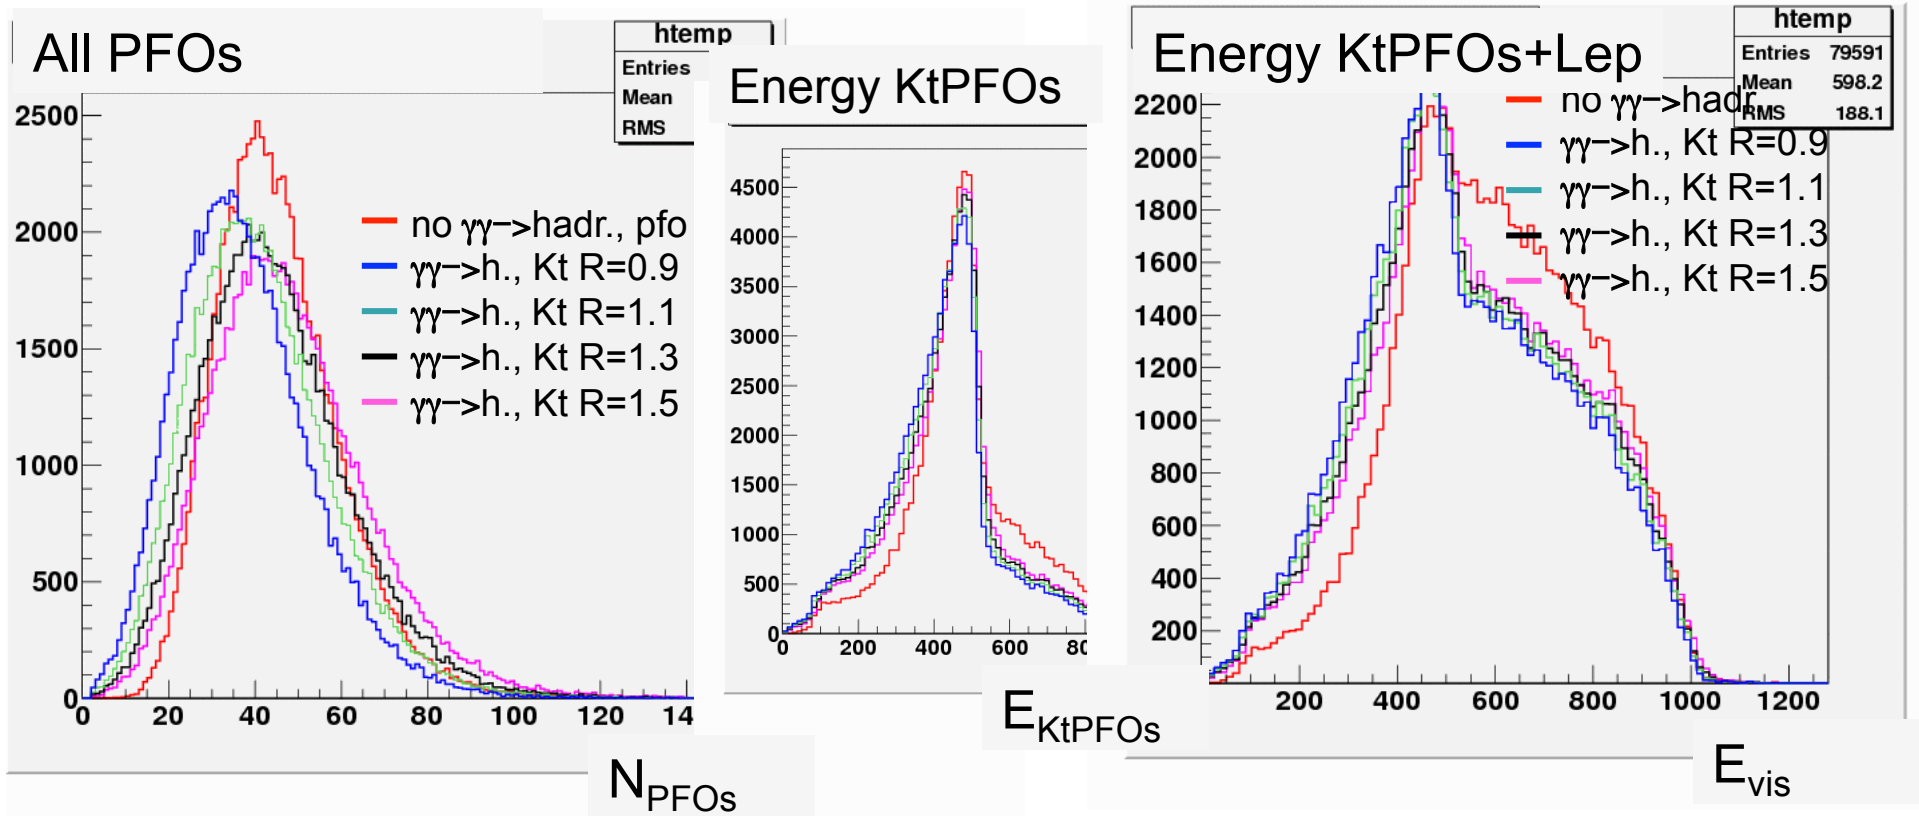 All PFOs
htemp
Entries
Mean
RMS
2500
2000
1500
1000
500
0
no γγ−>hadr., pfo
γγ−>h., Kt R=0.9
γγ−>h., Kt R=1.1
γγ−>h., Kt R=1.3
γγ−>h., Kt R=1.5
0 20 40 60 80 100 120 14
N_PFOs
Energy KtPFOs
4500
4000
3500
3000
2500
2000
1500
1000
500
0
0 200 400 600 80
E_KtPFOs
Energy KtPFOs+Lep
htemp
Entries 79591
Mean 598.2
RMS 188.1
2200
2000
1800
1600
1400
1200
1000
800
600
400
200
no γγ−>hadr
γγ−>h., Kt R=0.9
γγ−>h., Kt R=1.1
γγ−>h., Kt R=1.3
γγ−>h., Kt R=1.5
200 400 600 800 1000 1200
E_vis